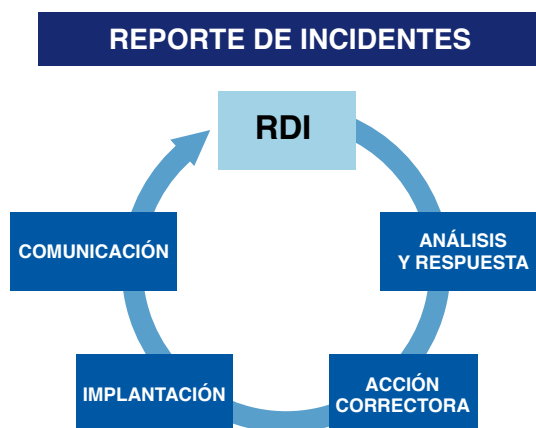 REPORTE DE INCIDENTES
RDI
ANÁLISIS
Y RESPUESTA
ACCIÓN
CORRECTORA
IMPLANTACIÓN
COMUNICACIÓN